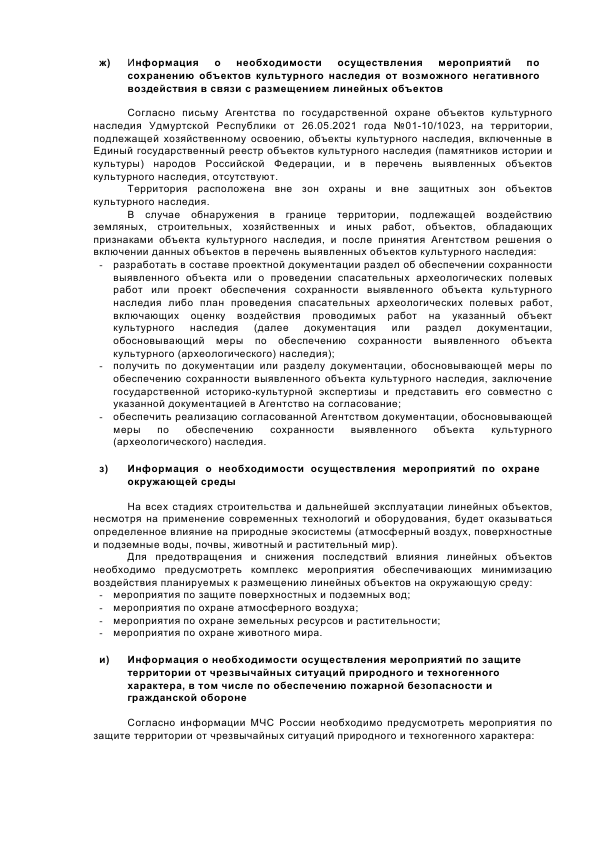 ж) Информация о необходимости осуществления мероприятий по
сохранению объектов культурного наследия от возможного негативного
воздействия в связи с размещением линейных объектов
Согласно письму Агентства по государственной охране объектов культурного
наследия Удмуртской Республики от 26.05.2021 года №01-10/1023, на территории,
подлежащей хозяйственному освоению, объекты культурного наследия, включенные в
Единый государственный реестр объектов культурного наследия (памятников истории и
культуры) народов Российской Федерации, и в перечень выявленных объектов
культурного наследия, отсутствуют.
Территория расположена вне зон охраны и вне защитных зон объектов
культурного наследия.
В случае обнаружения в границе территории, подлежащей воздействию
земляных, строительных, хозяйственных и иных работ, объектов, обладающих
признаками объекта культурного наследия, и после принятия Агентством решения о
включении данных объектов в перечень выявленных объектов культурного наследия:
- разработать в составе проектной документации раздел об обеспечении сохранности
выявленного объекта или о проведении спасательных археологических полевых
работ или проект обеспечения сохранности выявленного объекта культурного
наследия либо план проведения спасательных археологических полевых работ,
включающих оценку воздействия проводимых работ на указанный объект
культурного наследия (далее документация или раздел документации,
обосновывающий меры по обеспечению сохранности выявленного объекта
культурного (археологического) наследия);
- получить по документации или разделу документации, обосновывающей меры по
обеспечению сохранности выявленного объекта культурного наследия, заключение
государственной историко-культурной экспертизы и представить его совместно с
указанной документацией в Агентство на согласование;
- обеспечить реализацию согласованной Агентством документации, обосновывающей
меры по обеспечению сохранности выявленного объекта культурного
(археологического) наследия.
з) Информация о необходимости осуществления мероприятий по охране
окружающей среды
На всех стадиях строительства и дальнейшей эксплуатации линейных объектов,
несмотря на применение современных технологий и оборудования, будет оказываться
определенное влияние на природные экосистемы (атмосферный воздух, поверхностные
и подземные воды, почвы, животный и растительный мир).
Для предотвращения и снижения последствий влияния линейных объектов
необходимо предусмотреть комплекс мероприятия обеспечивающих минимизацию
воздействия планируемых к размещению линейных объектов на окружающую среду:
- мероприятия по защите поверхностных и подземных вод;
- мероприятия по охране атмосферного воздуха;
- мероприятия по охране земельных ресурсов и растительности;
- мероприятия по охране животного мира.
и) Информация о необходимости осуществления мероприятий по защите
территории от чрезвычайных ситуаций природного и техногенного
характера, в том числе по обеспечению пожарной безопасности и
гражданской обороне
Согласно информации МЧС России необходимо предусмотреть мероприятия по
защите территории от чрезвычайных ситуаций природного и техногенного характера: